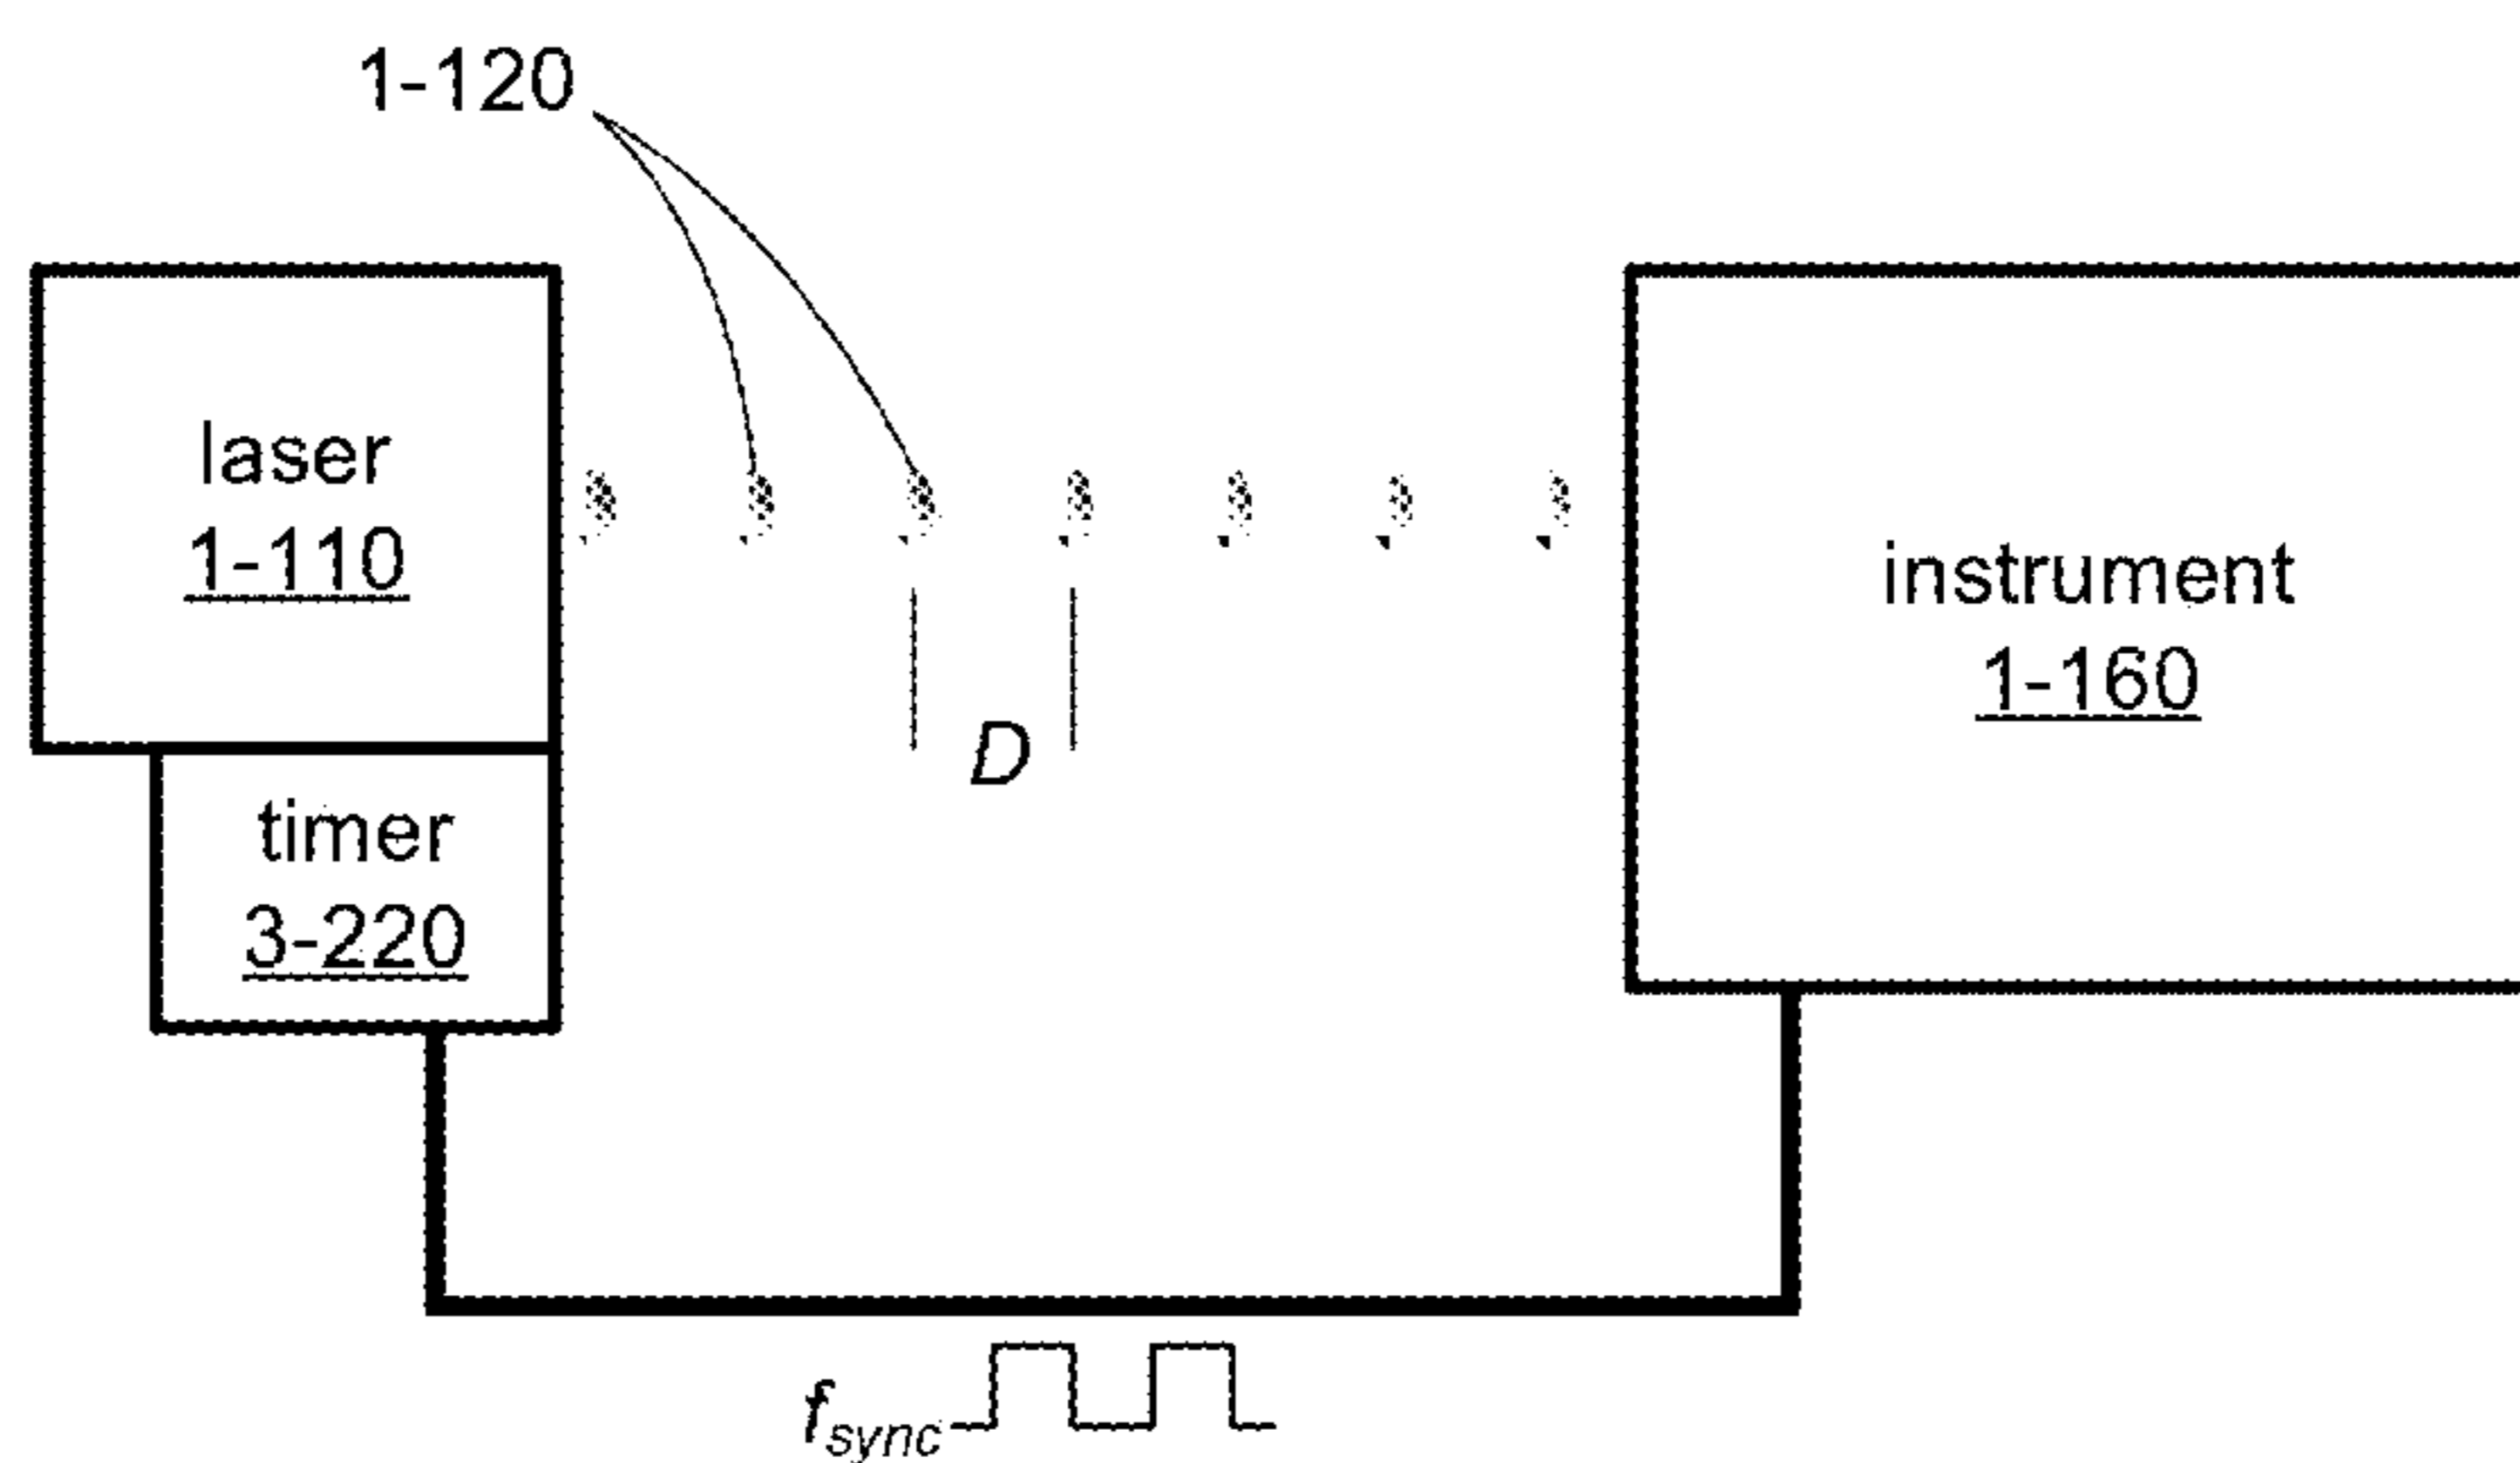 1-120
laser
1-110
instrument
1-160
D
timer
3-220
fsync